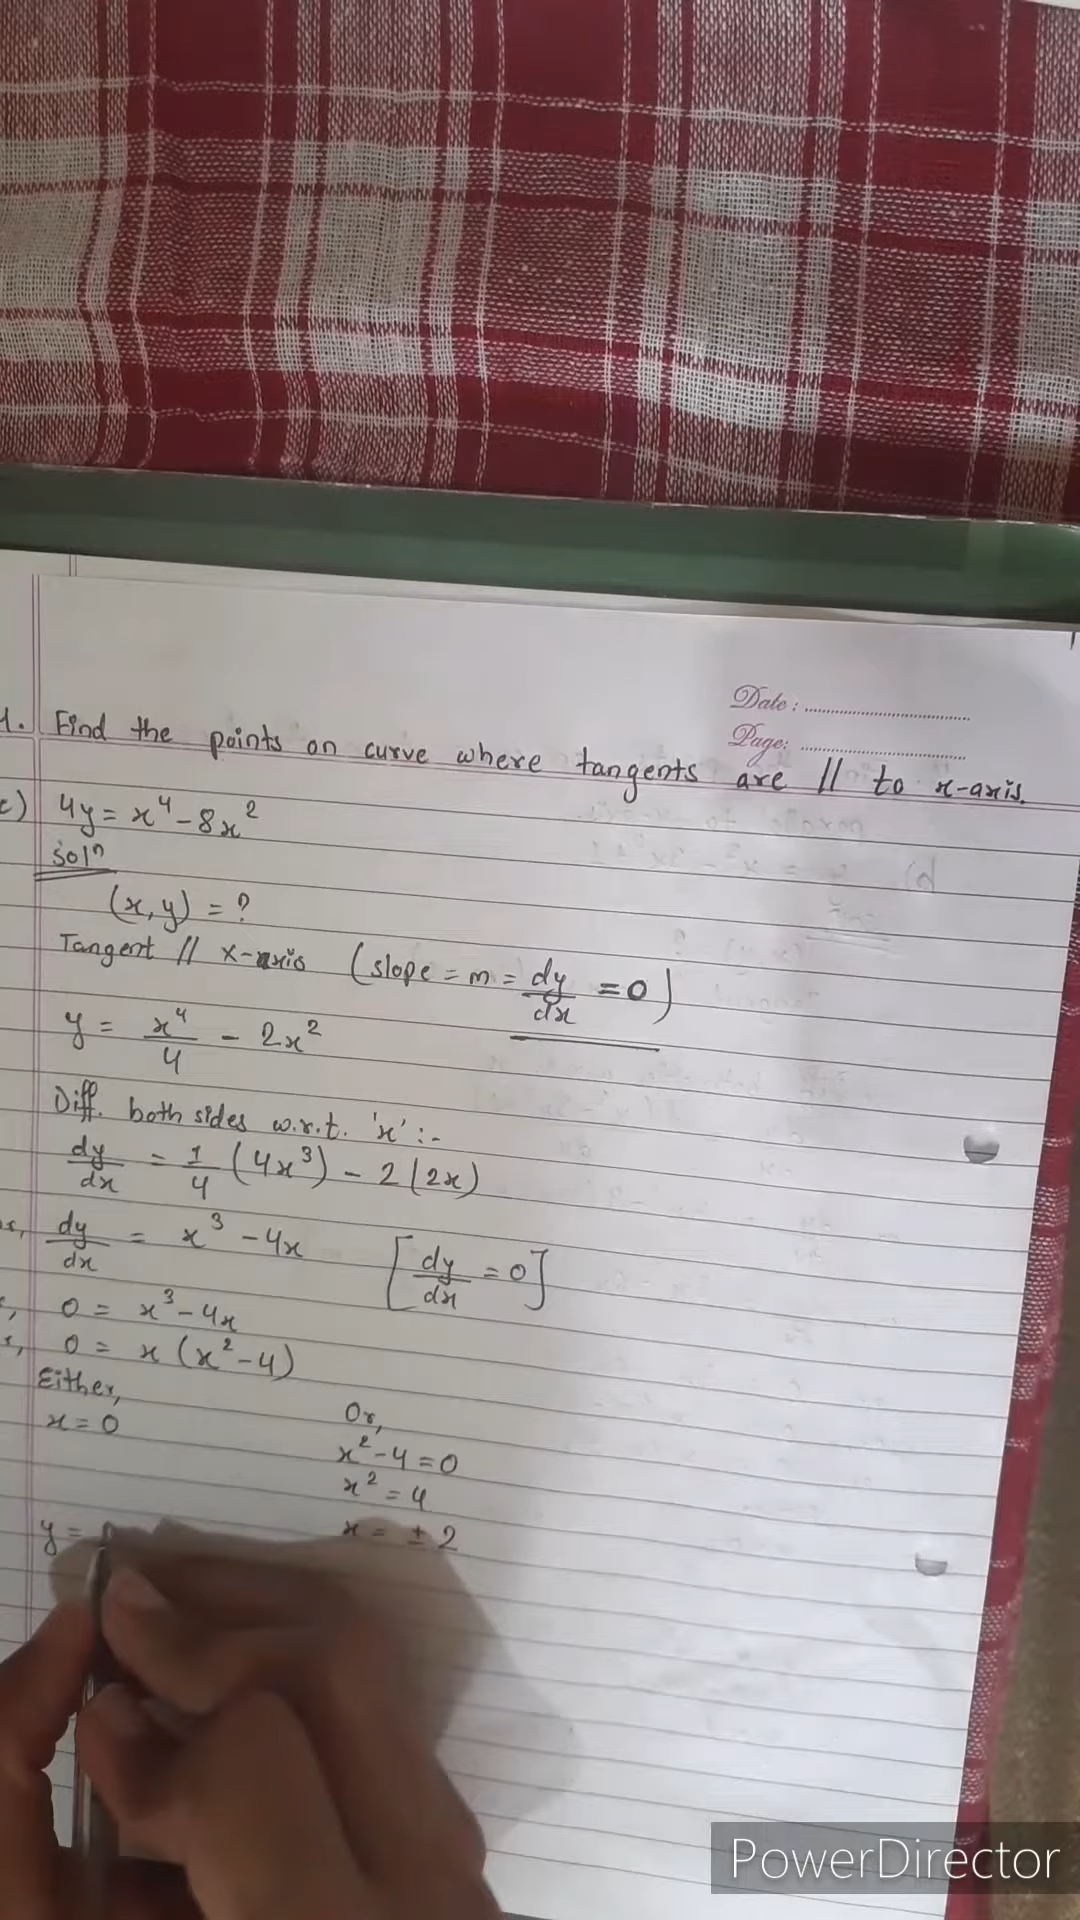 Date : ..........
Page: ..........
1. Find the points on curve where tangents are // to x-axis.
c) 4y = x⁴ - 8x²
Solⁿ
(x, y) = ?
Tangent // x-axis (slope = m = dy/dx = 0)
y = x⁴/4 - 2x²
Diff. both sides w.r.t. 'x' :-
dy/dx = 1/4 (4x³) - 2(2x)
dy/dx = x³ - 4x [dy/dx = 0]
0 = x³ - 4x
0 = x (x² - 4)
Either,
x = 0
Or,
x² - 4 = 0
x² = 4
x = ± 2
y =
PowerDirector